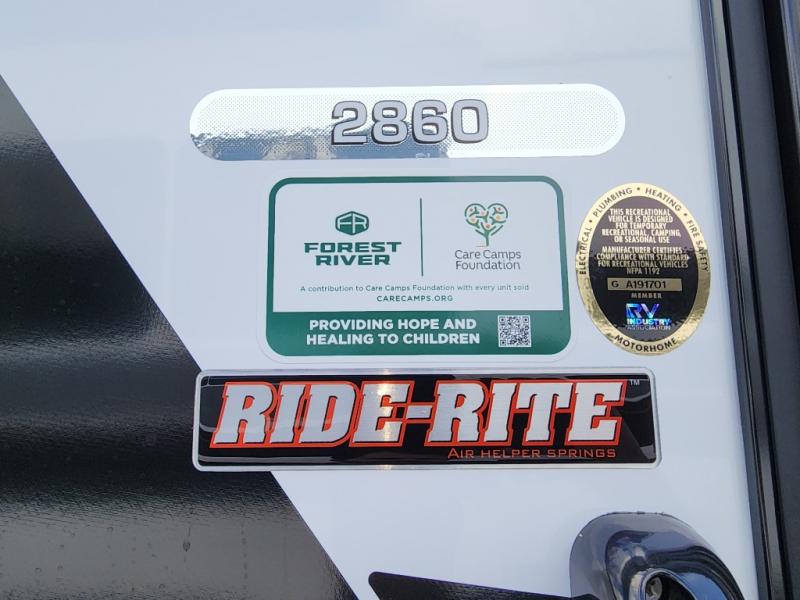 2860
FR
FOREST
RIVER
Care Camps
Foundation
A contribution to Care Camps Foundation with every unit sold
CARECAMPS.ORG
PROVIDING HOPE AND
HEALING TO CHILDREN
ELECTRICAL • PLUMBING • HEATING • FIRE SAFETY
THIS RECREATIONAL
VEHICLE IS DESIGNED
FOR TEMPORARY
RECREATIONAL, CAMPING,
OR SEASONAL USE
MANUFACTURER CERTIFIES
COMPLIANCE WITH STANDARD
FOR RECREATIONAL VEHICLES
NFPA 1192
G A191701
MEMBER
RV
INDUSTRY
ASSOCIATION
MOTORHOME
RIDE-RITE™
AIR HELPER SPRINGS